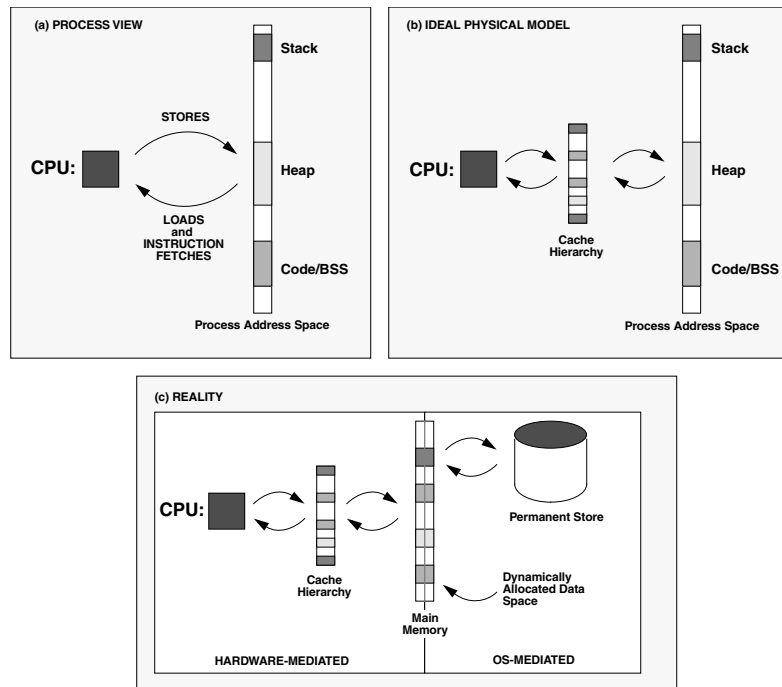 (a) PROCESS VIEW
Stack
STORES
CPU:
Heap
LOADS
and
INSTRUCTION
FETCHES
Code/BSS
Process Address Space
(b) IDEAL PHYSICAL MODEL
Stack
CPU:
Heap
Cache
Hierarchy
Code/BSS
Process Address Space
(c) REALITY
CPU:
Permanent Store
Cache
Hierarchy
Dynamically
Allocated Data
Space
Main
Memory
HARDWARE-MEDIATED
OS-MEDIATED